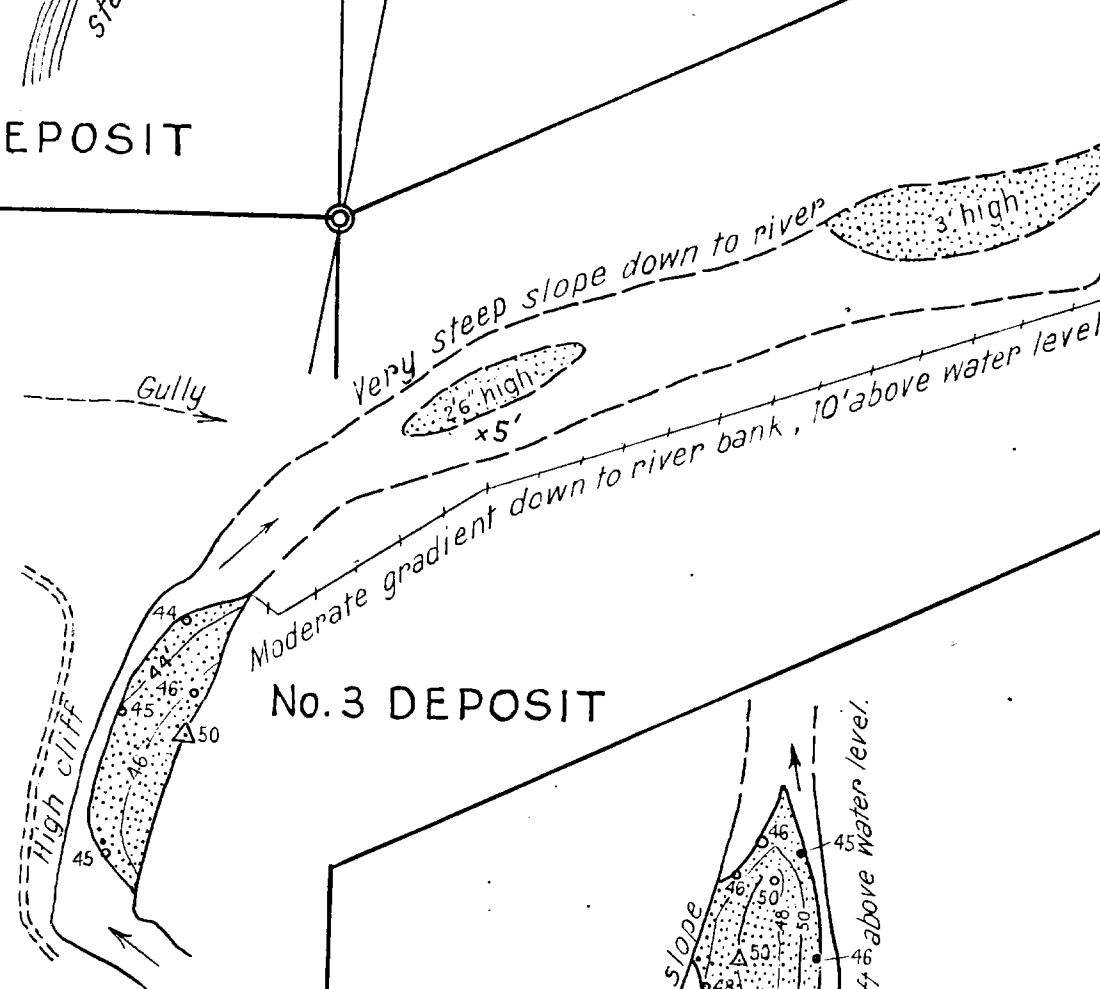 EPOSIT
3' high
Very steep slope down to river
2'6" high
×5'
Gully
Moderate gradient down to river bank, 10' above water level
44
44
46
45
50
46
45
High cliff
No. 3 DEPOSIT
46
45
46
50
48
50
50
46
48
slope
above water level.